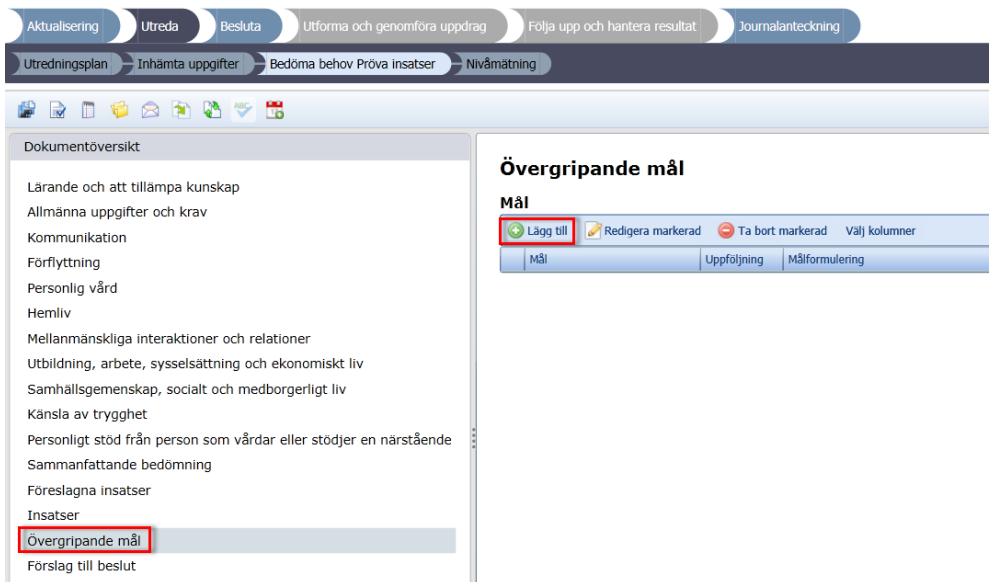 Aktualisering Utreda Besluta Utforma och genomföra uppdrag Följa upp och hantera resultat Journalanteckning
Utredningsplan Inhämta uppgifter Bedöma behov Pröva insatser Nivåmätning
ABC
Dokumentöversikt
Lärande och att tillämpa kunskap
Allmänna uppgifter och krav
Kommunikation
Förflyttning
Personlig vård
Hemliv
Mellanmänskliga interaktioner och relationer
Utbildning, arbete, sysselsättning och ekonomiskt liv
Samhällsgemenskap, socialt och medborgerligt liv
Känsla av trygghet
Personligt stöd från person som vårdar eller stödjer en närstående
Sammanfattande bedömning
Föreslagna insatser
Insatser
Övergripande mål
Förslag till beslut
Övergripande mål
Mål
Lägg till Redigera markerad Ta bort markerad Välj kolumner
Mål Uppföljning Målformulering